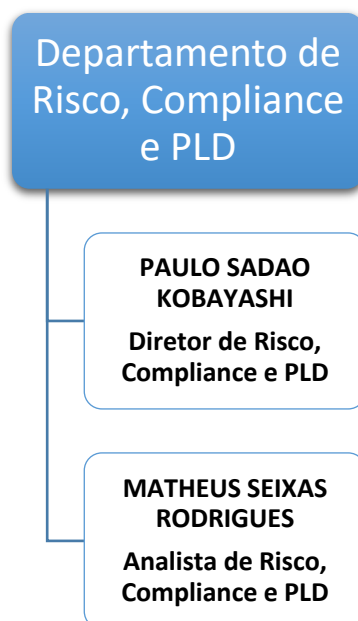 Departamento de
Risco, Compliance
e PLD
PAULO SADAO
KOBAYASHI
Diretor de Risco,
Compliance e PLD
MATHEUS SEIXAS
RODRIGUES
Analista de Risco,
Compliance e PLD